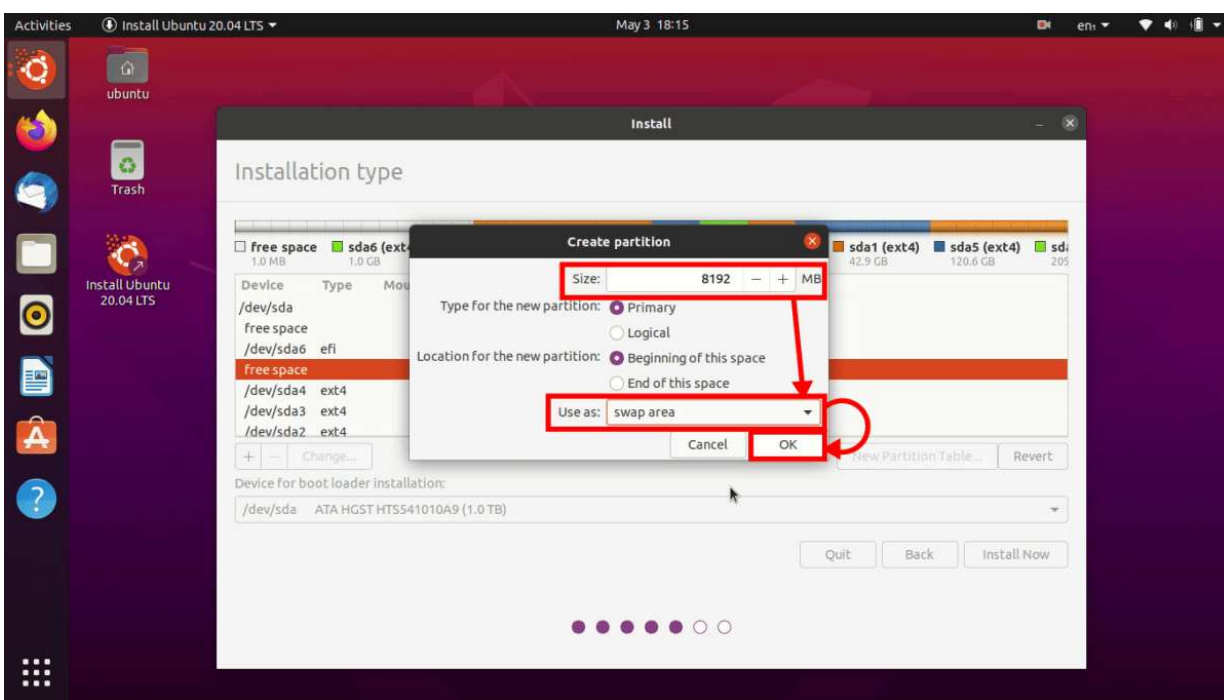 Activities Install Ubuntu 20.04 LTS May 3 18:15 en₁
ubuntu
Trash
Install Ubuntu
20.04 LTS
Install
Installation type
free space sda6 (ext4 sda1 (ext4) sda5 (ext4) sda
1.0 MB 1.0 GB 42.9 GB 120.6 GB 205
Device Type Mou
/dev/sda
free space
/dev/sda6 efi
free space
/dev/sda4 ext4
/dev/sda3 ext4
/dev/sda2 ext4
+ − Change... New Partition Table... Revert
Device for boot loader installation:
/dev/sda ATA HGST HTS541010A9 (1.0 TB)
Quit Back Install Now
Create partition
Size: 8192 − + MB
Type for the new partition: Primary
Logical
Location for the new partition: Beginning of this space
End of this space
Use as: swap area
Cancel OK